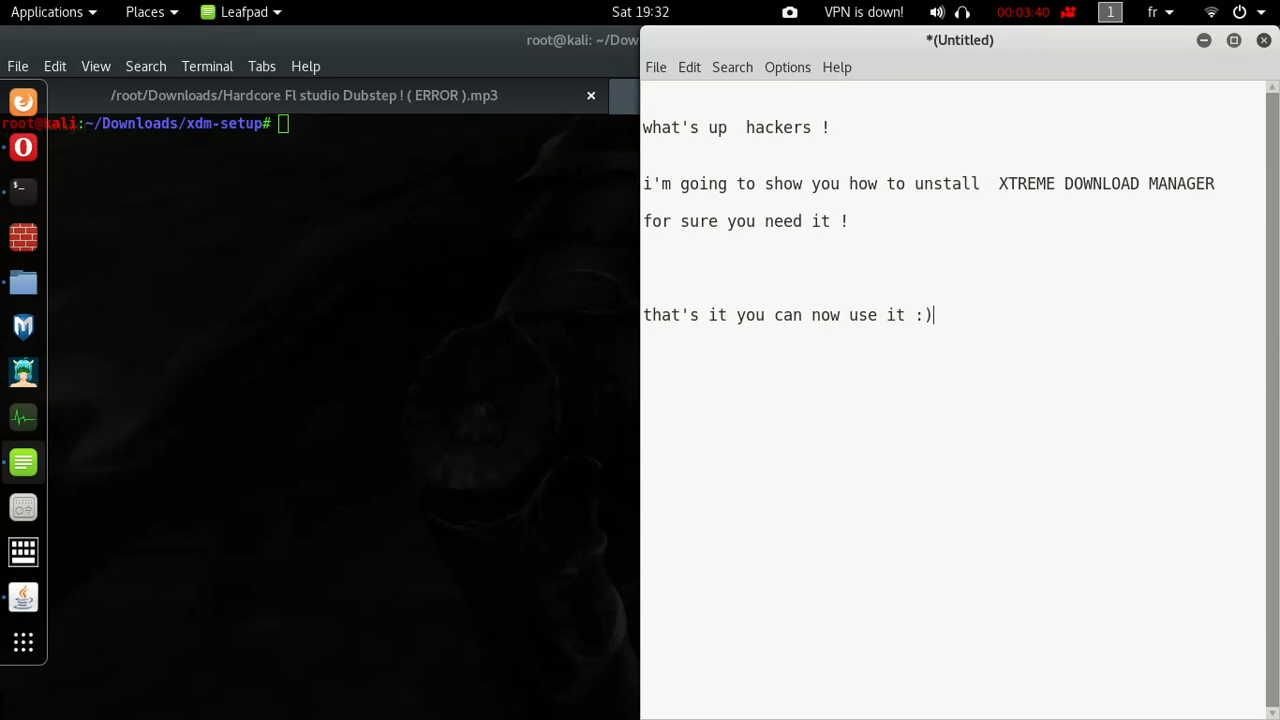 Applications Places Leafpad Sat 19:32 VPN is down! 00:03:40 1 fr
root@kali: ~/Dow
*(Untitled)
File Edit View Search Terminal Tabs Help
File Edit Search Options Help
/root/Downloads/Hardcore Fl studio Dubstep ! ( ERROR ).mp3
root@kali:~/Downloads/xdm-setup#
what's up  hackers !
i'm going to show you how to unstall  XTREME DOWNLOAD MANAGER
for sure you need it !
that's it you can now use it :)